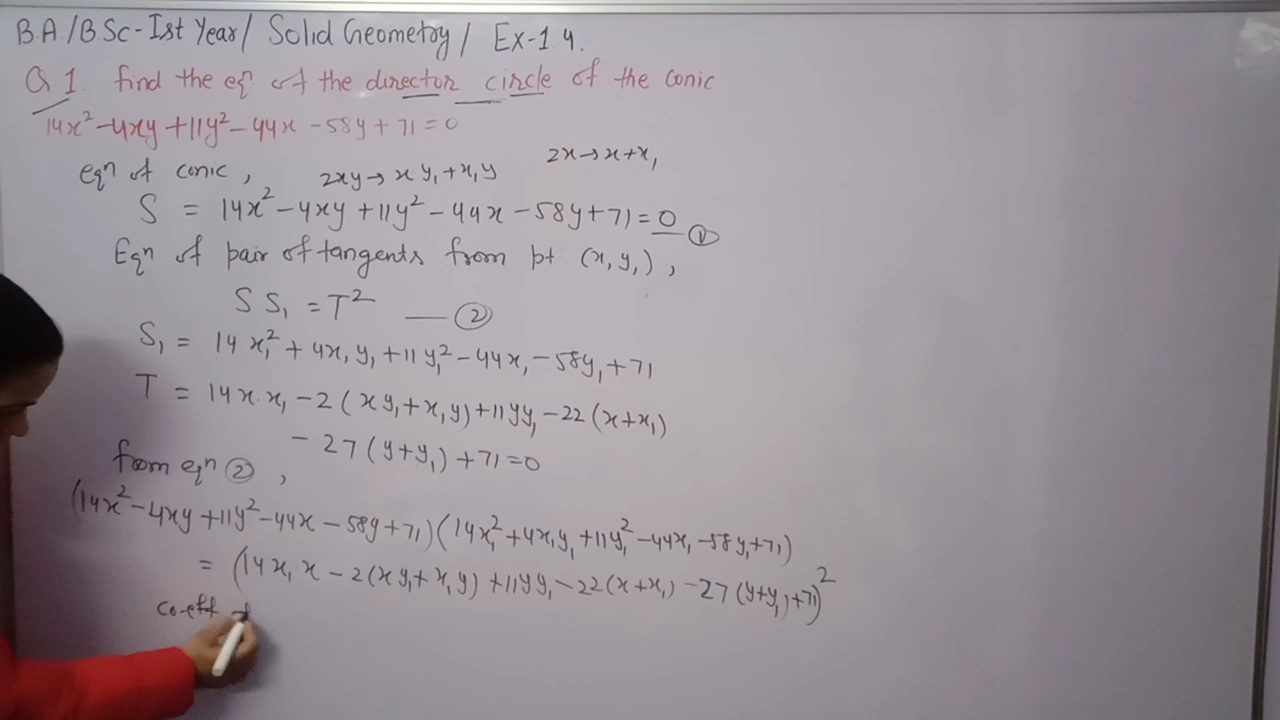 B.A./B.Sc-Ist Year/ Solid Geometry/ Ex-1.4.
Q.1. find the eqn of the director circle of the conic
14x² - 4xy + 11y² - 44x - 58y + 71 = 0
eqn of conic, 2xy → xy₁ + x₁y 2x → x + x₁
S = 14x² - 4xy + 11y² - 44x - 58y + 71 = 0 — ①
Eqn of pair of tangents from pt (x₁y₁),
S S₁ = T² — ②
S₁ = 14x₁² + 4x₁y₁ + 11y₁² - 44x₁ - 58y₁ + 71
T = 14x.x₁ - 2(xy₁ + x₁y) + 11yy₁ - 22(x + x₁)
- 27(y + y₁) + 71 = 0
from eqn ②,
(14x² - 4xy + 11y² - 44x - 58y + 71)(14x₁² + 4x₁y₁ + 11y₁² - 44x₁ - 58y₁ + 71)
= (14x₁x - 2(xy₁ + x₁y) + 11yy₁ - 22(x + x₁) - 27(y + y₁) + 71)²
Co-eff